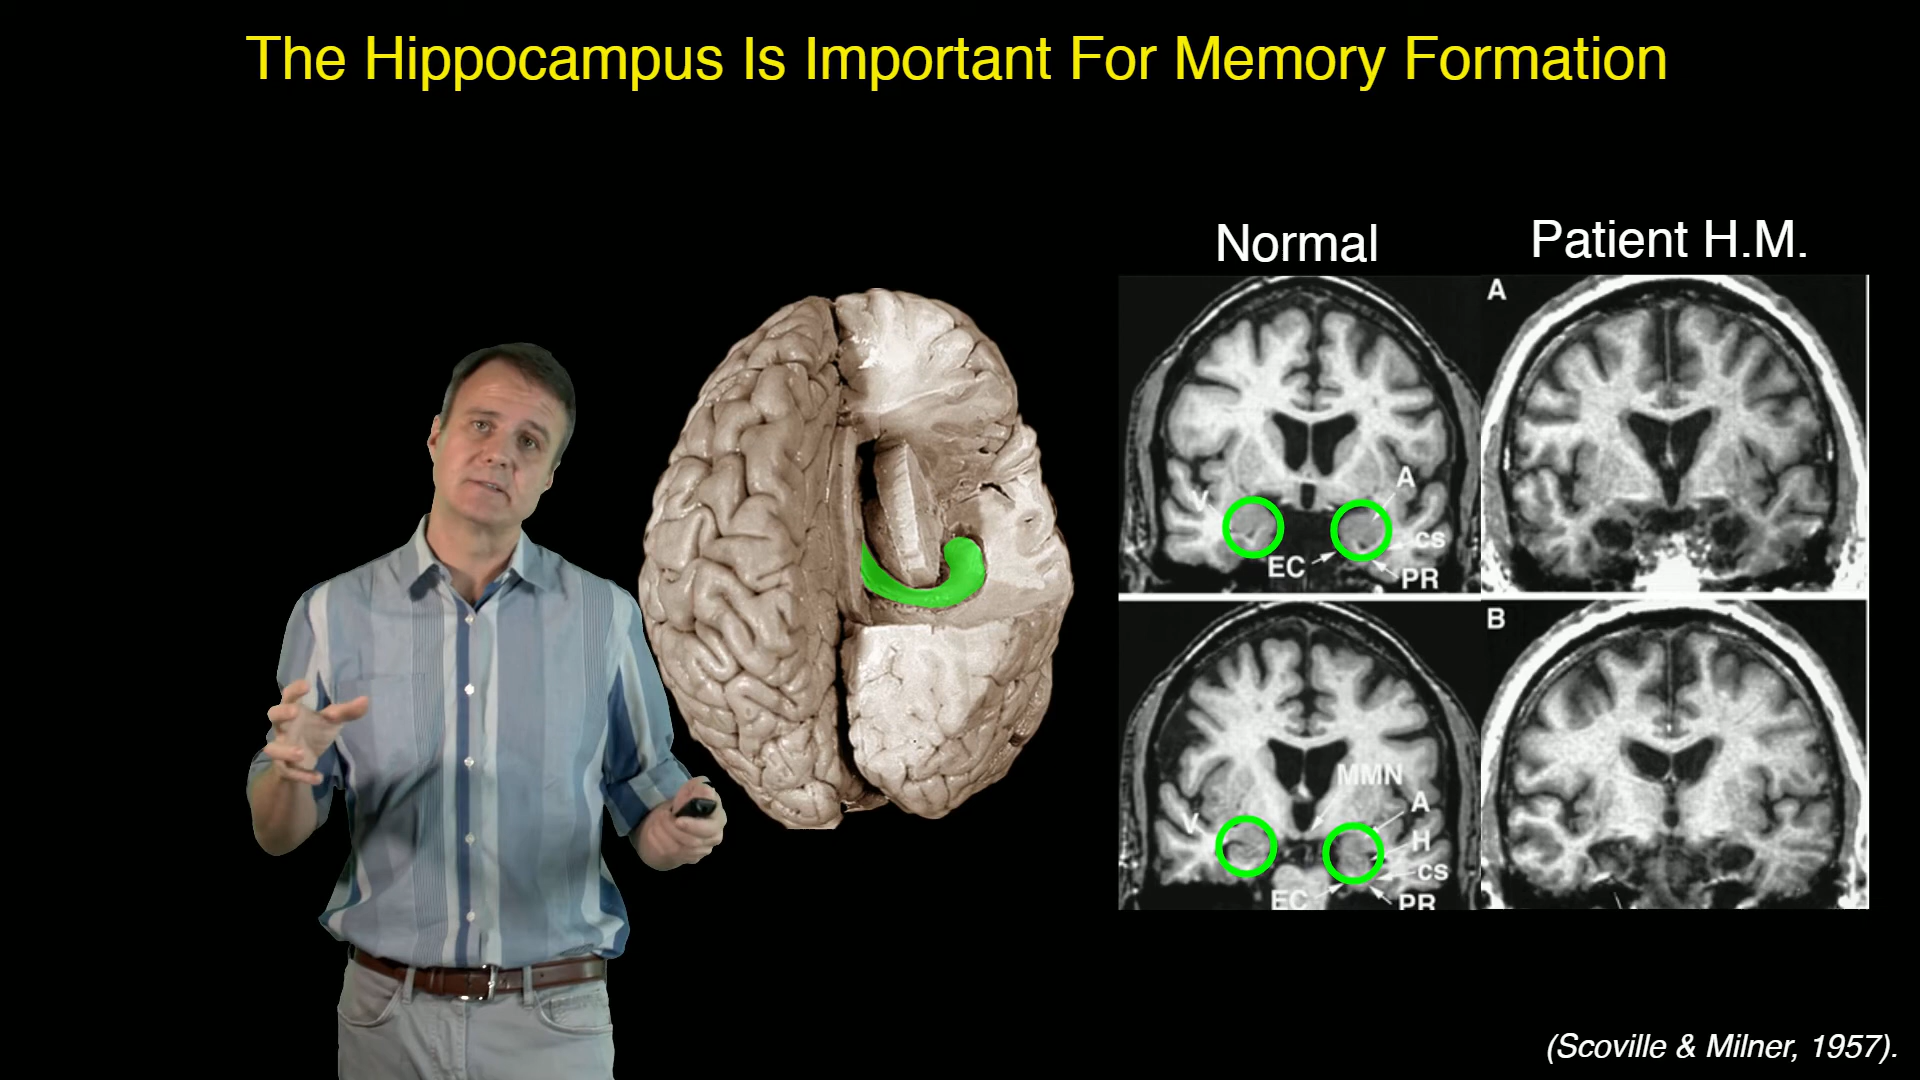 The Hippocampus Is Important For Memory Formation
Normal
Patient H.M.
A
V
A
CS
EC
PR
B
MMN
V
A
H
CS
EC
PR
(Scoville & Milner, 1957).